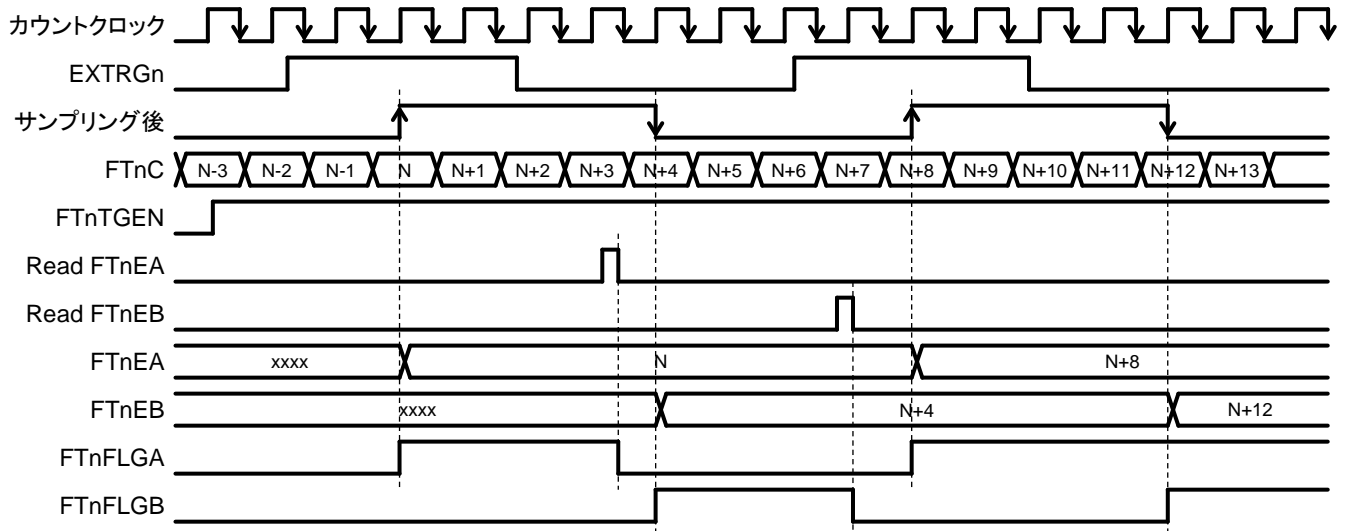 カウントクロック
EXTRGn
サンプリング後
FTnC N-3 N-2 N-1 N N+1 N+2 N+3 N+4 N+5 N+6 N+7 N+8 N+9 N+10 N+11 N+12 N+13
FTnTGEN
Read FTnEA
Read FTnEB
FTnEA xxxx N N+8
FTnEB xxxx N+4 N+12
FTnFLGA
FTnFLGB